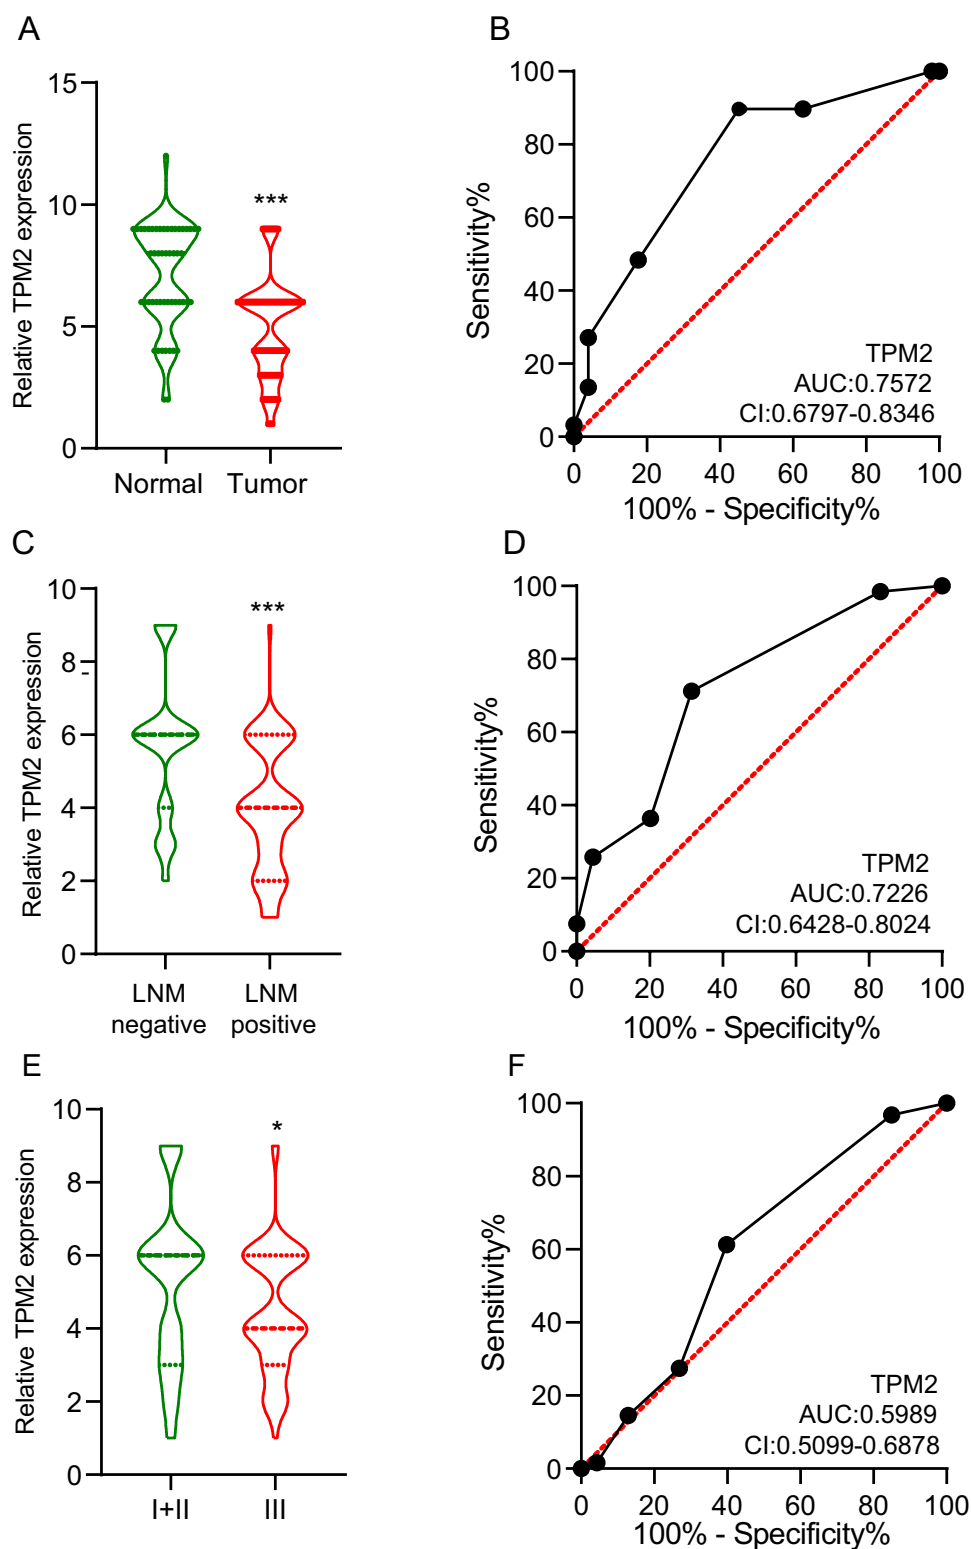 A
Relative TPM2 expression
15
10
5
0
***
Normal Tumor
B
Sensitivity%
100
80
60
40
20
0
TPM2
AUC:0.7572
CI:0.6797-0.8346
0 20 40 60 80 100
100% - Specificity%
C
Relative TPM2 expression
10
8
6
4
2
0
***
LNM negative
LNM positive
D
Sensitivity%
100
80
60
40
20
0
TPM2
AUC:0.7226
CI:0.6428-0.8024
0 20 40 60 80 100
100% - Specificity%
E
Relative TPM2 expression
10
8
6
4
2
0
*
I+II III
F
Sensitivity%
100
80
60
40
20
0
TPM2
AUC:0.5989
CI:0.5099-0.6878
0 20 40 60 80 100
100% - Specificity%